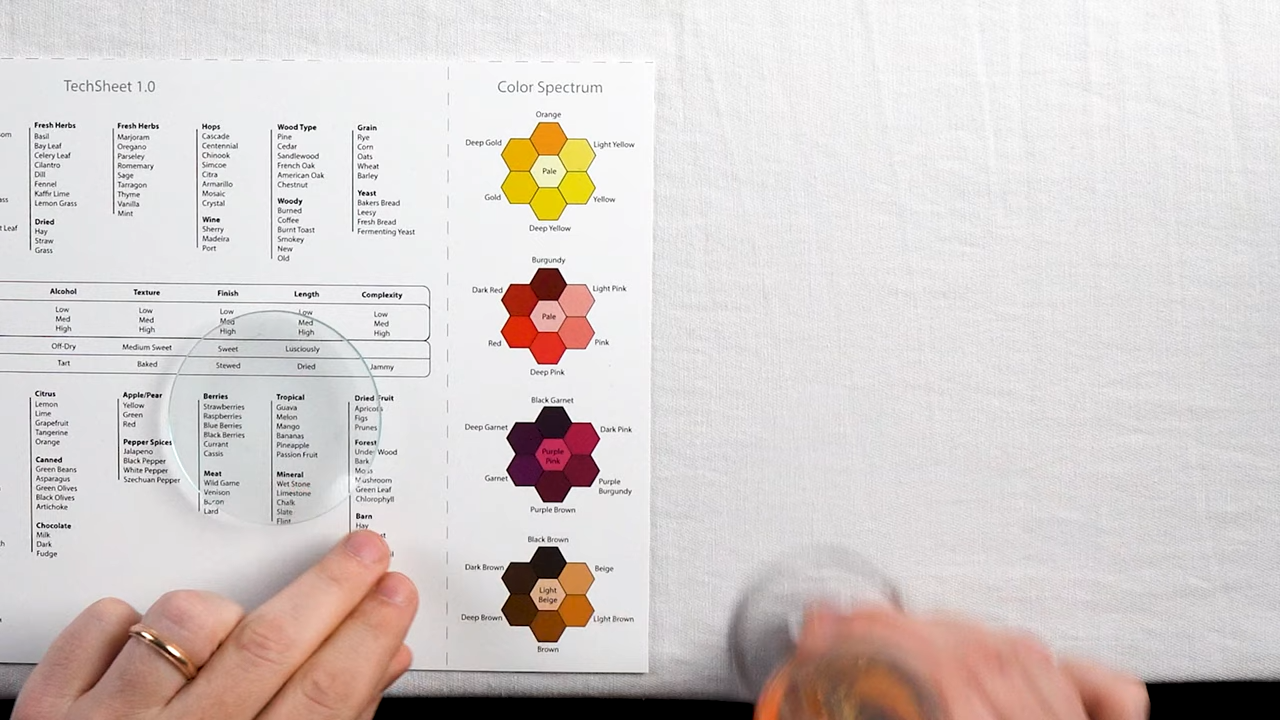 TechSheet 1.0
Color Spectrum
Fresh Herbs
Basil
Bay Leaf
Celery Leaf
Cilantro
Dill
Fennel
Kaffir Lime
Lemon Grass
Dried
Hay
Straw
Grass
Fresh Herbs
Marjoram
Oregano
Parseley
Romemary
Sage
Tarragon
Thyme
Vanilla
Mint
Hops
Cascade
Centennial
Chinook
Simcoe
Citra
Armarillo
Mosaic
Crystal
Wine
Sherry
Madeira
Port
Wood Type
Pine
Cedar
Sandlewood
French Oak
American Oak
Chestnut
Woody
Burned
Coffee
Burnt Toast
Smokey
New
Old
Grain
Rye
Corn
Oats
Wheat
Barley
Yeast
Bakers Bread
Leesy
Fresh Bread
Fermenting Yeast
Leaf
Alcohol Texture Finish Length Complexity
Low Low Low Low Low
Med Med Med Med Med
High High High High High
Off-Dry Medium Sweet Sweet Lusciously
Tart Baked Stewed Dried Jammy
Citrus
Lemon
Lime
Grapefruit
Tangerine
Orange
Canned
Green Beans
Asparagus
Green Olives
Black Olives
Artichoke
Chocolate
Milk
Dark
Fudge
Apple/Pear
Yellow
Green
Red
Pepper Spices
Jalapeno
Black Pepper
White Pepper
Szechuan Pepper
Berries
Strawberries
Raspberries
Blue Berries
Black Berries
Currant
Cassis
Meat
Wild Game
Venison
Bacon
Lard
Tropical
Guava
Melon
Mango
Bananas
Pineapple
Passion Fruit
Mineral
Wet Stone
Limestone
Chalk
Slate
Flint
Dried Fruit
Apricots
Figs
Prunes
Forest
Under Wood
Bark
Moss
Mushroom
Green Leaf
Chlorophyll
Barn
Hay
Orange
Deep Gold
Light Yellow
Pale
Gold
Yellow
Deep Yellow
Burgundy
Dark Red
Light Pink
Pale
Red
Pink
Deep Pink
Black Garnet
Deep Garnet
Dark Pink
Purple
Pink
Garnet
Purple
Burgundy
Purple Brown
Black Brown
Dark Brown
Beige
Light
Beige
Deep Brown
Light Brown
Brown